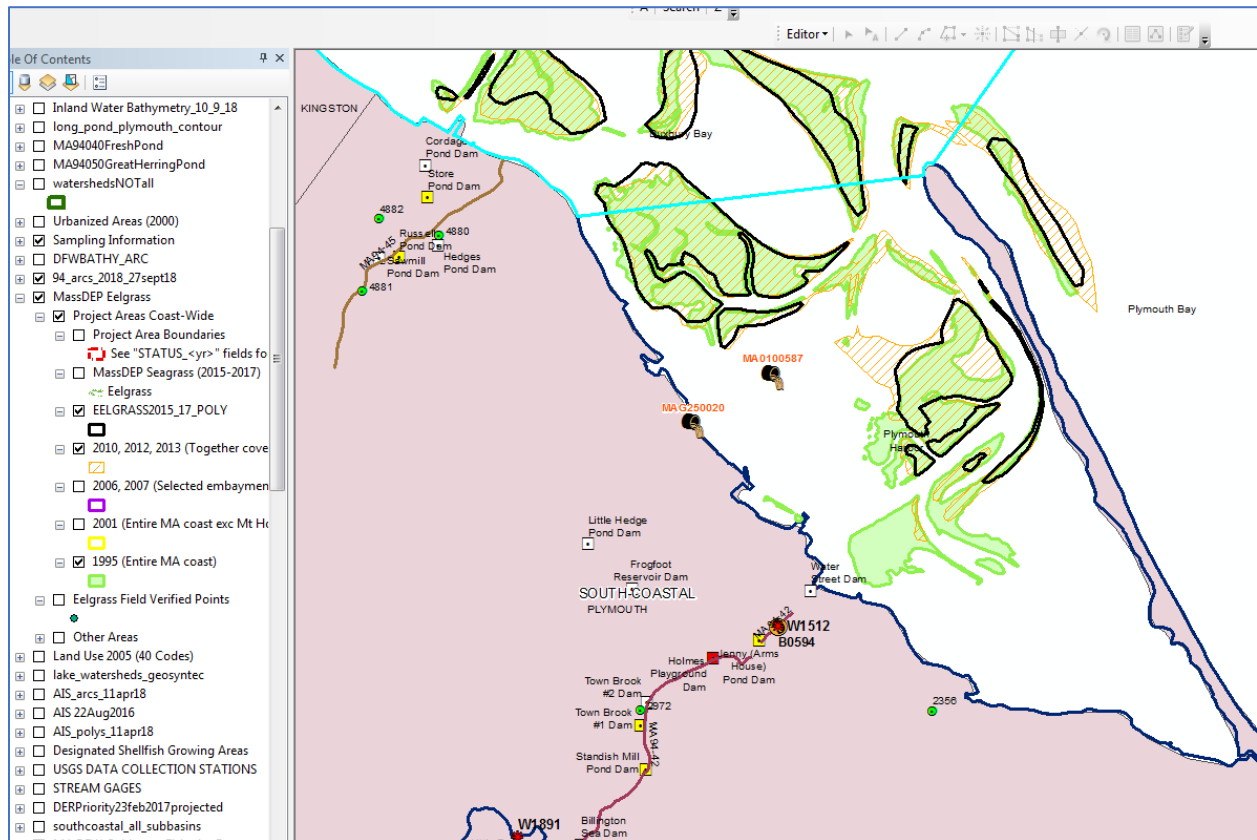 Search
Editor
le Of Contents
Inland Water Bathymetry_10_9_18
long_pond_plymouth_contour
MA94040FreshPond
MA94050GreatHerringPond
watershedsNOTall
Urbanized Areas (2000)
Sampling Information
DFWBATHY_ARC
94_arcs_2018_27sept18
MassDEP Eelgrass
Project Areas Coast-Wide
Project Area Boundaries
See "STATUS_<yr>" fields fo
MassDEP Seagrass (2015-2017)
Eelgrass
EELGRASS2015_17_POLY
2010, 2012, 2013 (Together cove
2006, 2007 (Selected embaymen
2001 (Entire MA coast exc Mt Ho
1995 (Entire MA coast)
Eelgrass Field Verified Points
Other Areas
Land Use 2005 (40 Codes)
lake_watersheds_geosyntec
AIS_arcs_11apr18
AIS 22Aug2016
AIS_polys_11apr18
Designated Shellfish Growing Areas
USGS DATA COLLECTION STATIONS
STREAM GAGES
DERPriority23feb2017projected
southcoastal_all_subbasins
KINGSTON
Duxbury Bay
Cordage
Pond Dam
Store
Pond Dam
4882
4880
Russell
Pond Dam
Hedges
Pond Dam
MA94-45
Sawmill
Pond Dam
4881
Plymouth Bay
MA0100587
MAG250020
Plymouth
Harbor
Little Hedge
Pond Dam
Frogfoot
Reservoir Dam
SOUTH COASTAL
PLYMOUTH
Water
Street Dam
MA94-42
W1512
B0594
Jenny (Arms
House)
Pond Dam
Holmes
Playground
Dam
Town Brook
#2 Dam
2972
Town Brook
#1 Dam
MA94-42
2356
Standish Mill
Pond Dam
Billington
Sea Dam
W1891